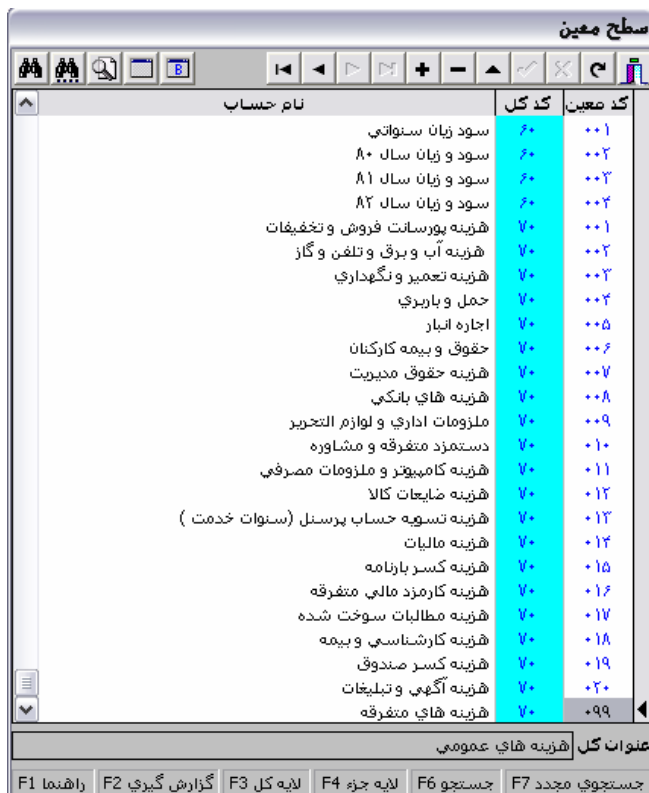 سطح معین
کد معین کد کل نام حساب
۰۰۱ ۶۰ سود زیان سنواتي
۰۰۲ ۶۰ سود و زیان سال ۸۰
۰۰۳ ۶۰ سود و زیان سال ۸۱
۰۰۴ ۶۰ سود و زیان سال ۸۲
۰۰۱ ۷۰ هزینه پورسانت فروش و تخفیفات
۰۰۲ ۷۰ هزینه آب و برق و تلفن و گاز
۰۰۳ ۷۰ هزینه تعمیر و نگهداري
۰۰۴ ۷۰ حمل و باربري
۰۰۵ ۷۰ اجاره انبار
۰۰۶ ۷۰ حقوق و بیمه کارکنان
۰۰۷ ۷۰ هزینه حقوق مدیریت
۰۰۸ ۷۰ هزینه هاي بانکي
۰۰۹ ۷۰ ملزومات اداري و لوازم التحریر
۰۱۰ ۷۰ دستمزد متفرقه و مشاوره
۰۱۱ ۷۰ هزینه کامپیوتر و ملزومات مصرفي
۰۱۲ ۷۰ هزینه ضایعات کالا
۰۱۳ ۷۰ هزینه تسویه حساب پرسنل (سنوات خدمت )
۰۱۴ ۷۰ هزینه مالیات
۰۱۵ ۷۰ هزینه کسر بارنامه
۰۱۶ ۷۰ هزینه کارمزد مالي متفرقه
۰۱۷ ۷۰ هزینه مطالبات سوخت شده
۰۱۸ ۷۰ هزینه کارشناسي و بیمه
۰۱۹ ۷۰ هزینه کسر صندوق
۰۲۰ ۷۰ هزینه آگهي و تبلیغات
۰۹۹ ۷۰ هزینه هاي متفرقه
عنوان کل هزینه هاي عمومي
جستجوي مجدد F7 جستجو F6 لایه جزء F4 لایه کل F3 گزارش گیري F2 راهنما F1